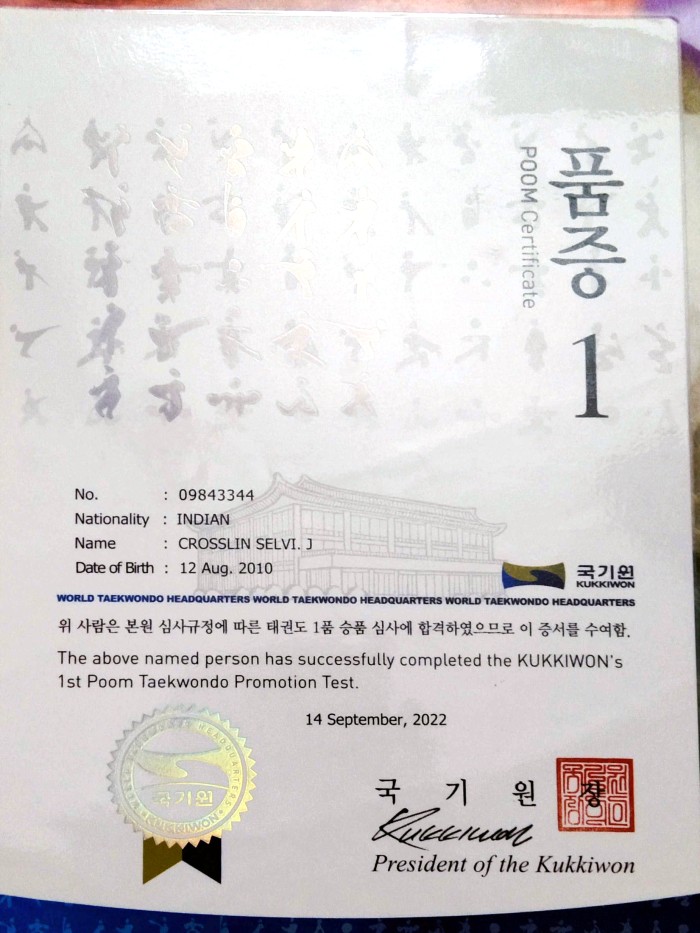 품증
POOM Certificate
1
No. : 09843344
Nationality : INDIAN
Name : CROSSLIN SELVI. J
Date of Birth : 12 Aug. 2010
국기원
KUKKIWON
WORLD TAEKWONDO HEADQUARTERS WORLD TAEKWONDO HEADQUARTERS WORLD TAEKWONDO HEADQUARTERS
위 사람은 본원 심사규정에 따른 태권도 1품 승품 심사에 합격하였으므로 이 증서를 수여함.
The above named person has successfully completed the KUKKIWON's
1st Poom Taekwondo Promotion Test.
14 September, 2022
국기원
KUKKIWON
국 기 원 장
Kukkiwon
President of the Kukkiwon